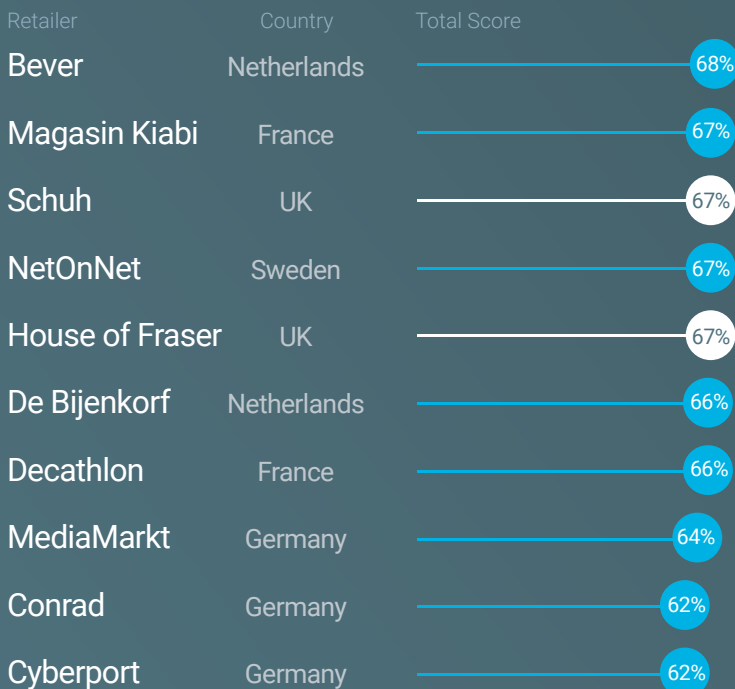 Retailer Country Total Score
Bever Netherlands 68%
Magasin Kiabi France 67%
Schuh UK 67%
NetOnNet Sweden 67%
House of Fraser UK 67%
De Bijenkorf Netherlands 66%
Decathlon France 66%
MediaMarkt Germany 64%
Conrad Germany 62%
Cyberport Germany 62%